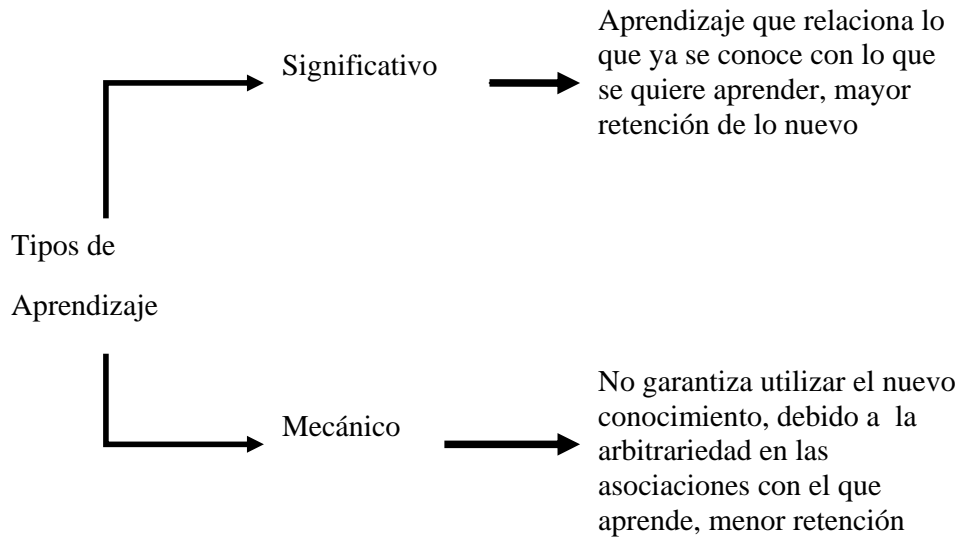 Aprendizaje que relaciona lo
que ya se conoce con lo que
se quiere aprender, mayor
retención de lo nuevo
Significativo
Tipos de
Aprendizaje
Mecánico
No garantiza utilizar el nuevo
conocimiento, debido a  la
arbitrariedad en las
asociaciones con el que
aprende, menor retención